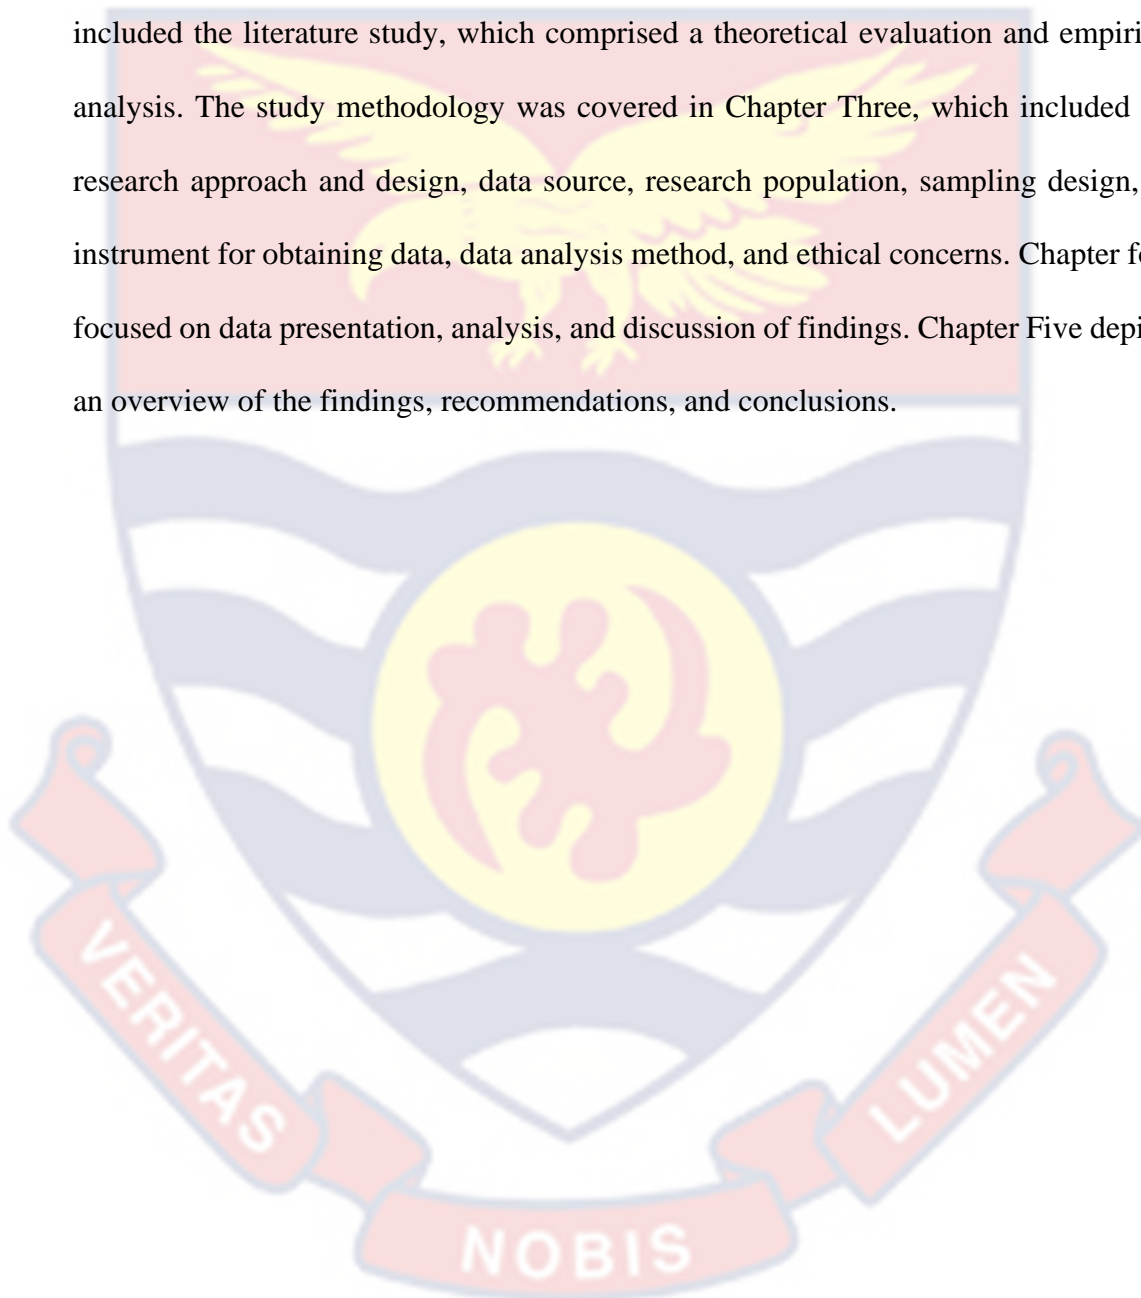 included the literature study, which comprised a theoretical evaluation and empiri
analysis. The study methodology was covered in Chapter Three, which included
research approach and design, data source, research population, sampling design,
instrument for obtaining data, data analysis method, and ethical concerns. Chapter fo
focused on data presentation, analysis, and discussion of findings. Chapter Five depi
an overview of the findings, recommendations, and conclusions.
VERITAS
NOBIS
LUMEN